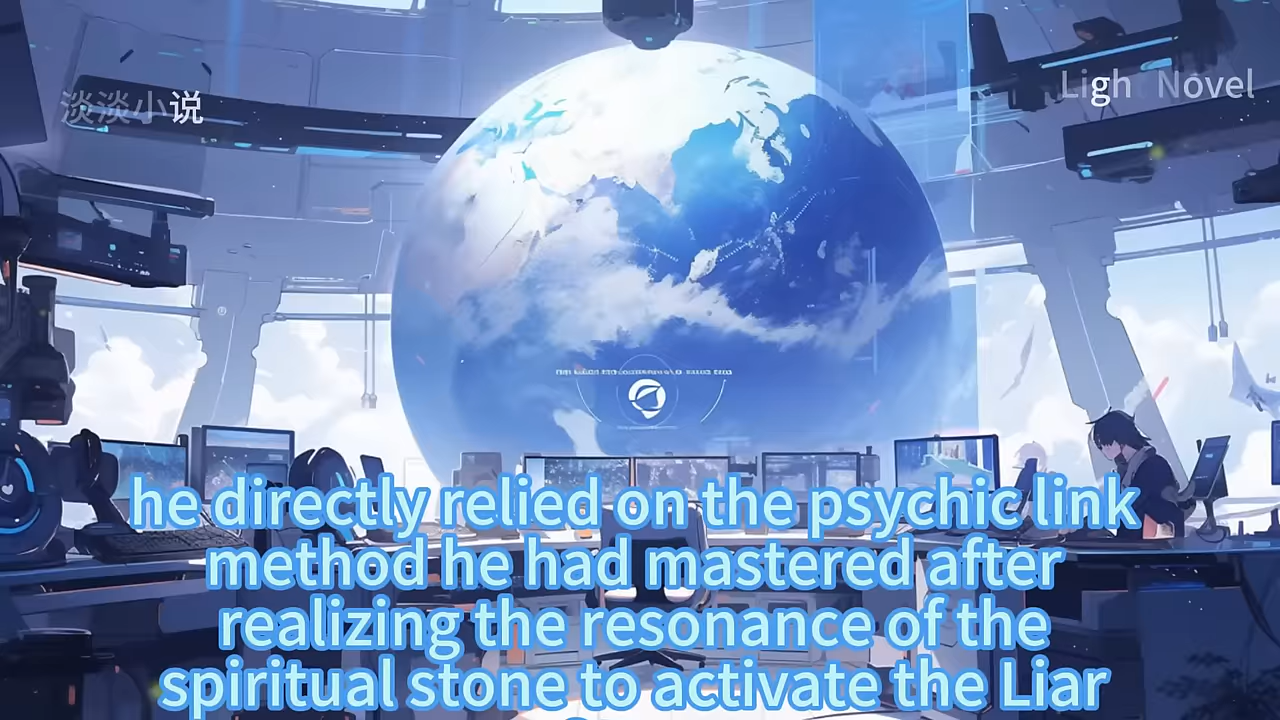 淡淡小说
Ligh Novel
he directly relied on the psychic link
method he had mastered after
realizing the resonance of the
spiritual stone to activate the Liar